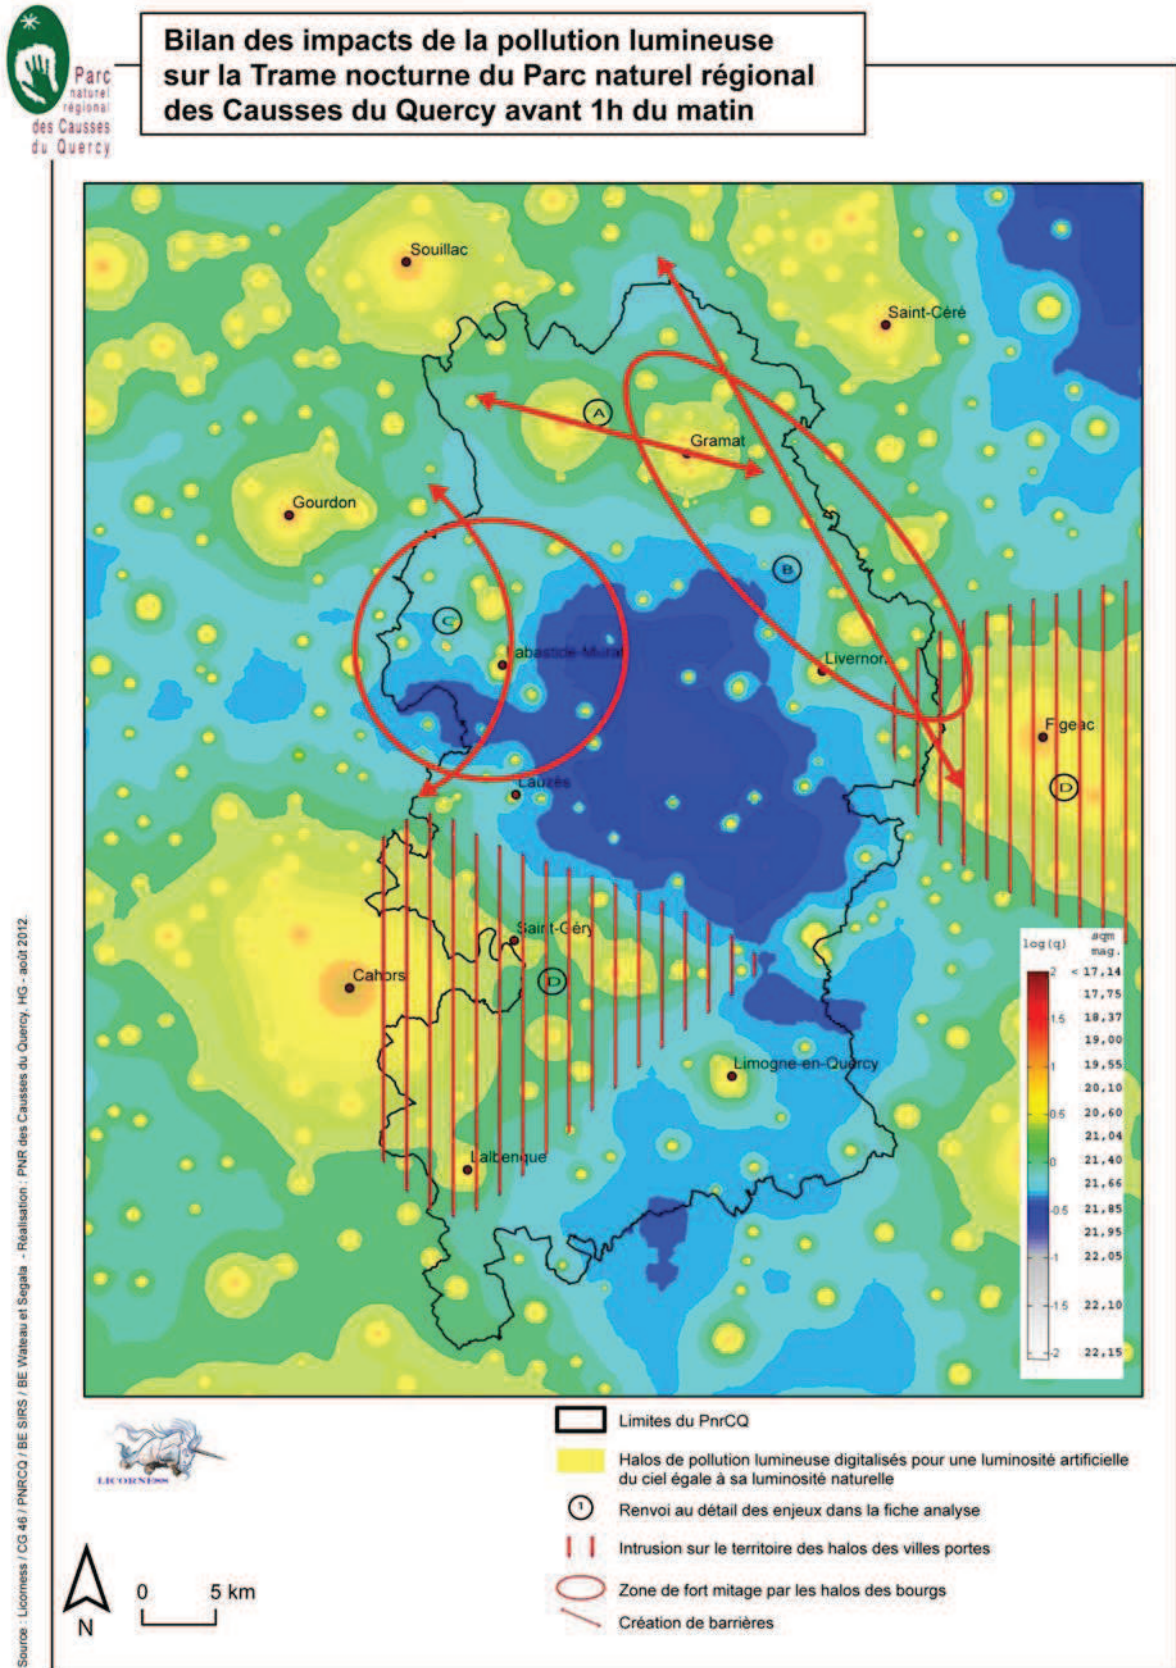 Parc
naturel
régional
des Causses
du Quercy
Bilan des impacts de la pollution lumineuse
sur la Trame nocturne du Parc naturel régional
des Causses du Quercy avant 1h du matin
Souillac
Saint-Céré
A
Gramat
Gourdon
B
C
Labastide-Murat
Livernon
Figeac
D
Lauzès
Saint-Géry
D
Cahors
Limogne-en-Quercy
Lalbenque
log(q) sqm
mag.
2 < 17,14
17,75
1.5 18,37
19,00
1 19,55
20,10
0.5 20,60
21,04
0 21,40
21,66
-0.5 21,85
21,95
-1 22,05
-1.5 22,10
-2 22,15
LICORNESS
N
0 5 km
Limites du PnrCQ
Halos de pollution lumineuse digitalisés pour une luminosité artificielle
du ciel égale à sa luminosité naturelle
1 Renvoi au détail des enjeux dans la fiche analyse
Intrusion sur le territoire des halos des villes portes
Zone de fort mitage par les halos des bourgs
Création de barrières
Source : Licorness / CG 46 / PNRCQ / BE SIRS / BE Wateau et Segala - Réalisation : PNR des Causses du Quercy. HG - août 2012.